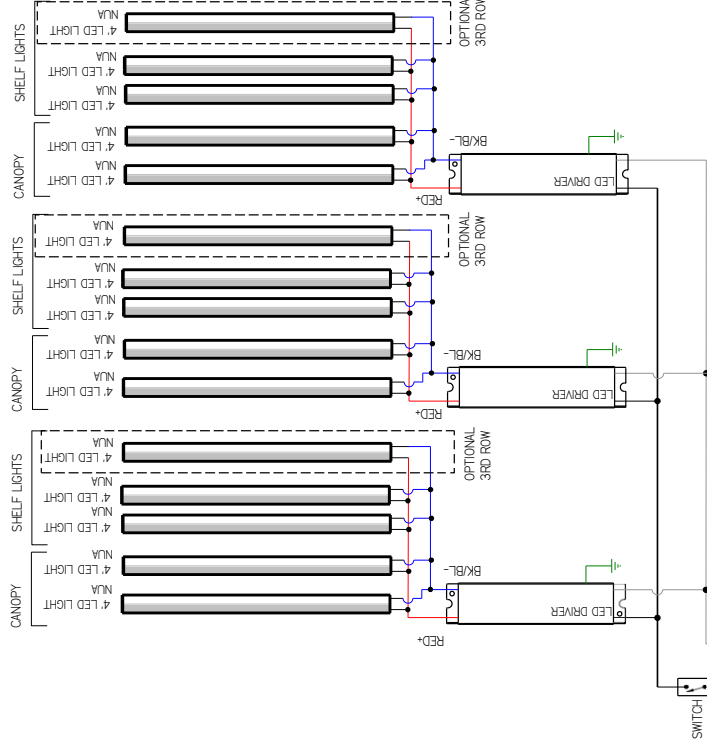 SHELF LIGHTS
NUA
4' LED LIGHT
NUA
4' LED LIGHT
NUA
4' LED LIGHT
OPTIONAL
3RD ROW
CANOPY
NUA
4' LED LIGHT
NUA
4' LED LIGHT
BK/BL-
RED+
LED DRIVER
SHELF LIGHTS
NUA
4' LED LIGHT
NUA
4' LED LIGHT
NUA
4' LED LIGHT
OPTIONAL
3RD ROW
CANOPY
NUA
4' LED LIGHT
NUA
4' LED LIGHT
BK/BL-
RED+
LED DRIVER
SHELF LIGHTS
NUA
4' LED LIGHT
NUA
4' LED LIGHT
NUA
4' LED LIGHT
OPTIONAL
3RD ROW
CANOPY
NUA
4' LED LIGHT
NUA
4' LED LIGHT
BK/BL-
RED+
LED DRIVER
SWITCH